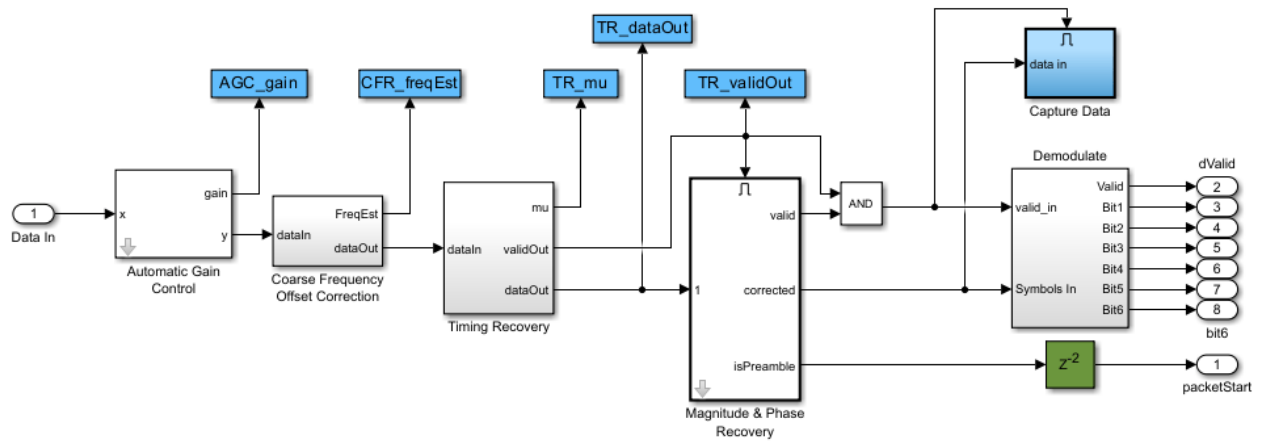 TR_dataOut
AGC_gain
CFR_freqEst
TR_mu
TR_validOut
data in
Capture Data
1
Data In
x
gain
y
Automatic Gain
Control
dataIn
FreqEst
dataOut
Coarse Frequency
Offset Correction
dataIn
mu
validOut
dataOut
Timing Recovery
1
valid
corrected
isPreamble
Magnitude & Phase
Recovery
AND
Demodulate
valid_in
Symbols In
Valid
Bit1
Bit2
Bit3
Bit4
Bit5
Bit6
dValid
2
3
4
5
6
7
8
bit6
Z-2
1
packetStart